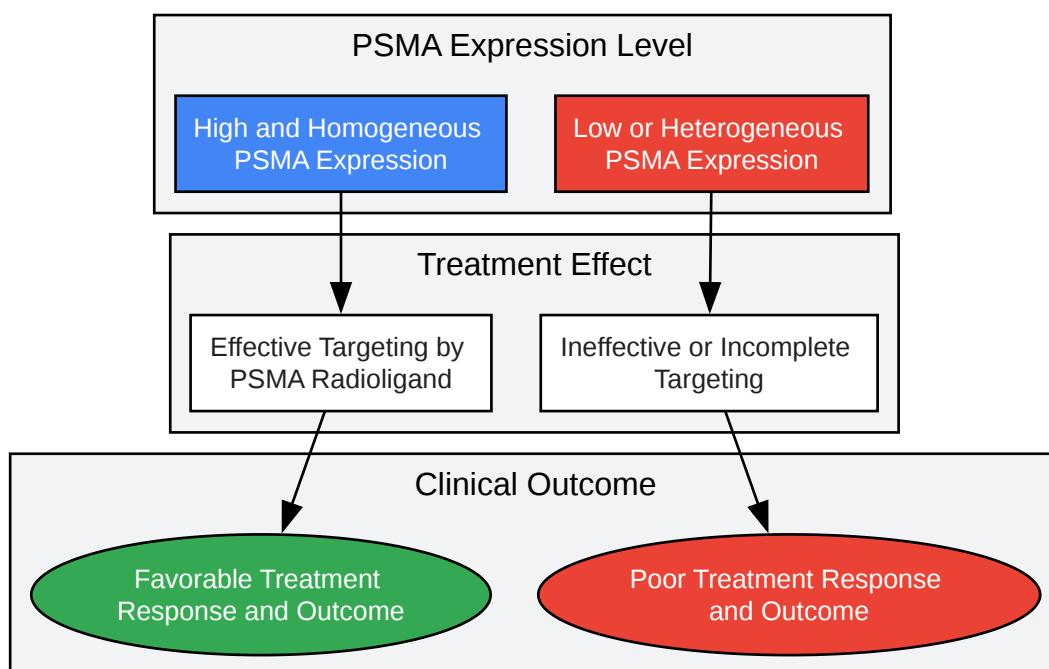 PSMA Expression Level
High and Homogeneous
PSMA Expression
Low or Heterogeneous
PSMA Expression
Treatment Effect
Effective Targeting by
PSMA Radioligand
Ineffective or Incomplete
Targeting
Clinical Outcome
Favorable Treatment
Response and Outcome
Poor Treatment Response
and Outcome